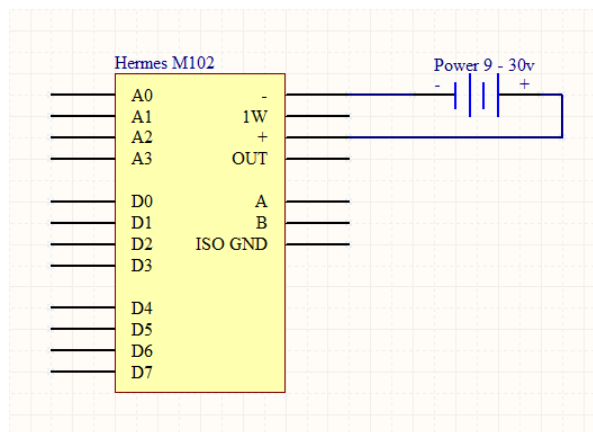 Hermes M102
Power 9 - 30v
- +
A0 -
A1 1W
A2 +
A3 OUT
D0 A
D1 B
D2 ISO GND
D3
D4
D5
D6
D7